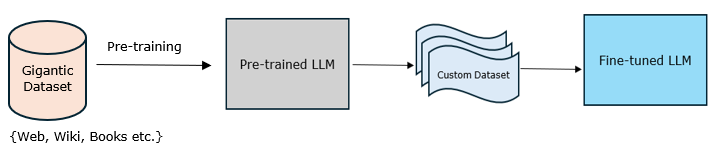 Gigantic
Dataset
Pre-training
Pre-trained LLM
Custom Dataset
Fine-tuned LLM
{Web, Wiki, Books etc.}